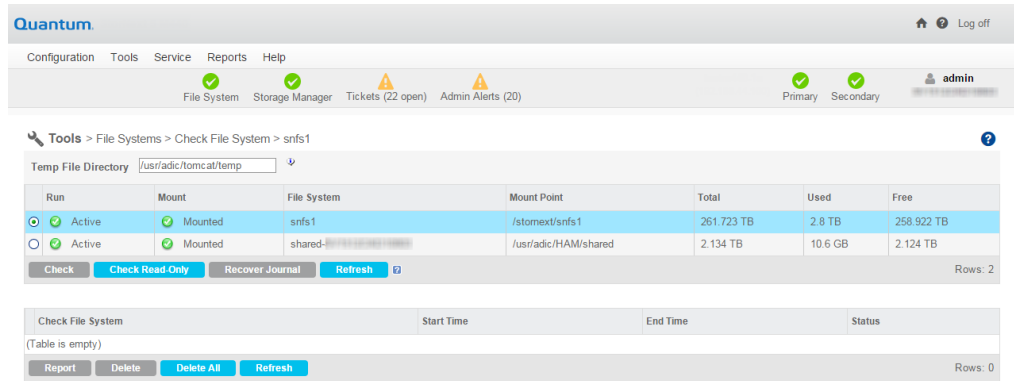 Quantum.
Log off
Configuration Tools Service Reports Help
File System Storage Manager Tickets (22 open) Admin Alerts (20) Primary Secondary admin
Tools > File Systems > Check File System > snfs1
Temp File Directory /usr/adic/tomcat/temp
Run Mount File System Mount Point Total Used Free
Active Mounted snfs1 /stornext/snfs1 261.723 TB 2.8 TB 258.922 TB
Active Mounted shared- /usr/adic/HAM/shared 2.134 TB 10.6 GB 2.124 TB
Check Check Read-Only Recover Journal Refresh Rows: 2
Check File System Start Time End Time Status
(Table is empty)
Report Delete Delete All Refresh Rows: 0